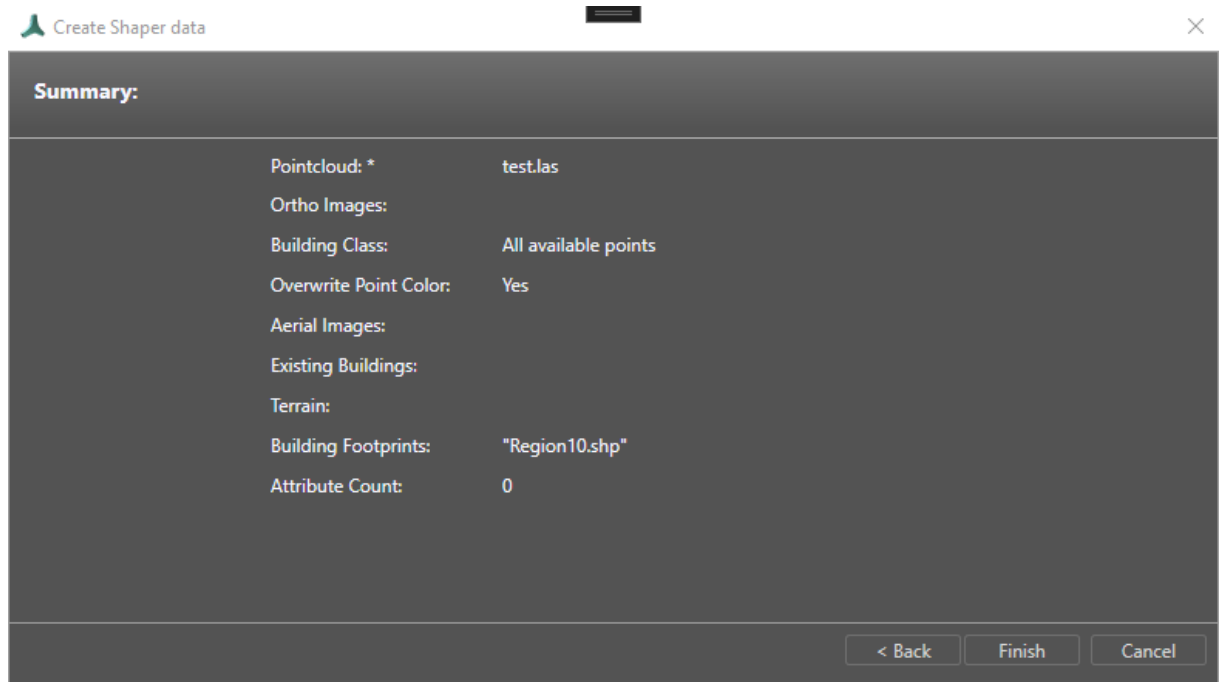 Create Shaper data
Summary:
Pointcloud: * test.las
Ortho Images:
Building Class: All available points
Overwrite Point Color: Yes
Aerial Images:
Existing Buildings:
Terrain:
Building Footprints: "Region10.shp"
Attribute Count: 0
< Back Finish Cancel